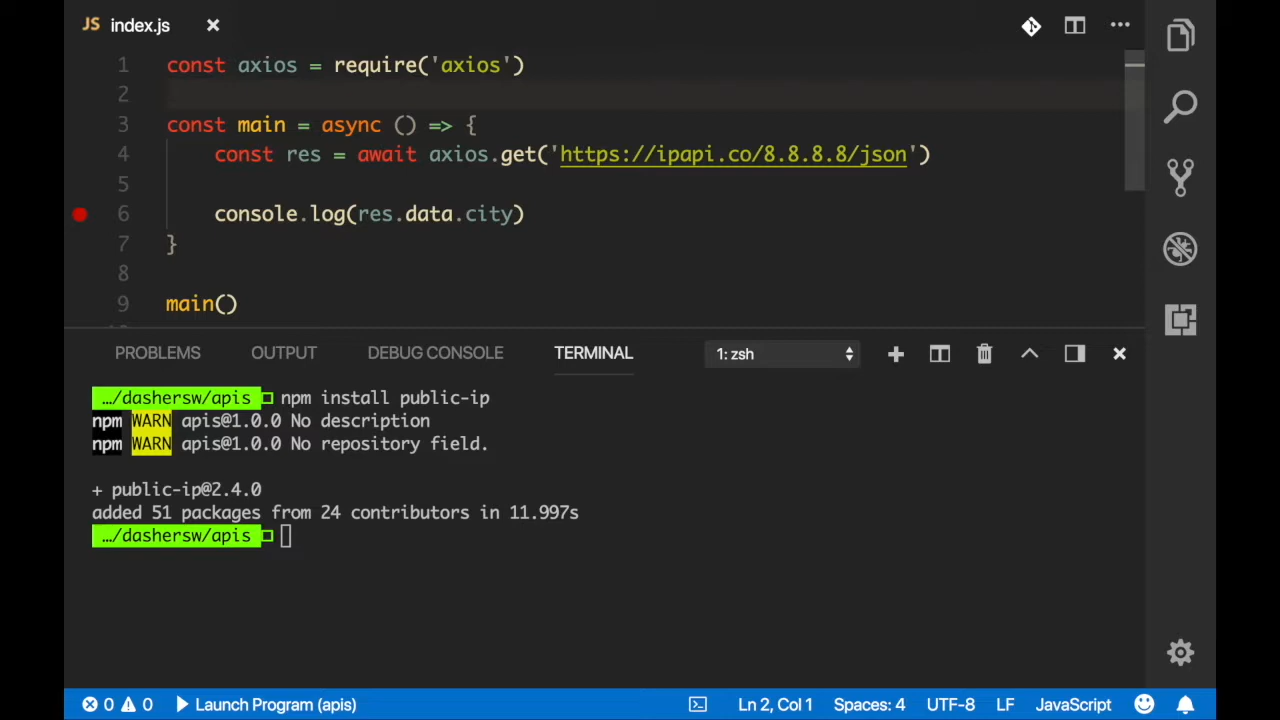 JS index.js
1 const axios = require('axios')
2
3 const main = async () => {
4 const res = await axios.get('https://ipapi.co/8.8.8.8/json')
5
6 console.log(res.data.city)
7 }
8
9 main()
PROBLEMS OUTPUT DEBUG CONSOLE TERMINAL 1: zsh
…/dashersw/apis npm install public-ip
npm WARN apis@1.0.0 No description
npm WARN apis@1.0.0 No repository field.
+ public-ip@2.4.0
added 51 packages from 24 contributors in 11.997s
…/dashersw/apis
0 0 Launch Program (apis) Ln 2, Col 1 Spaces: 4 UTF-8 LF JavaScript